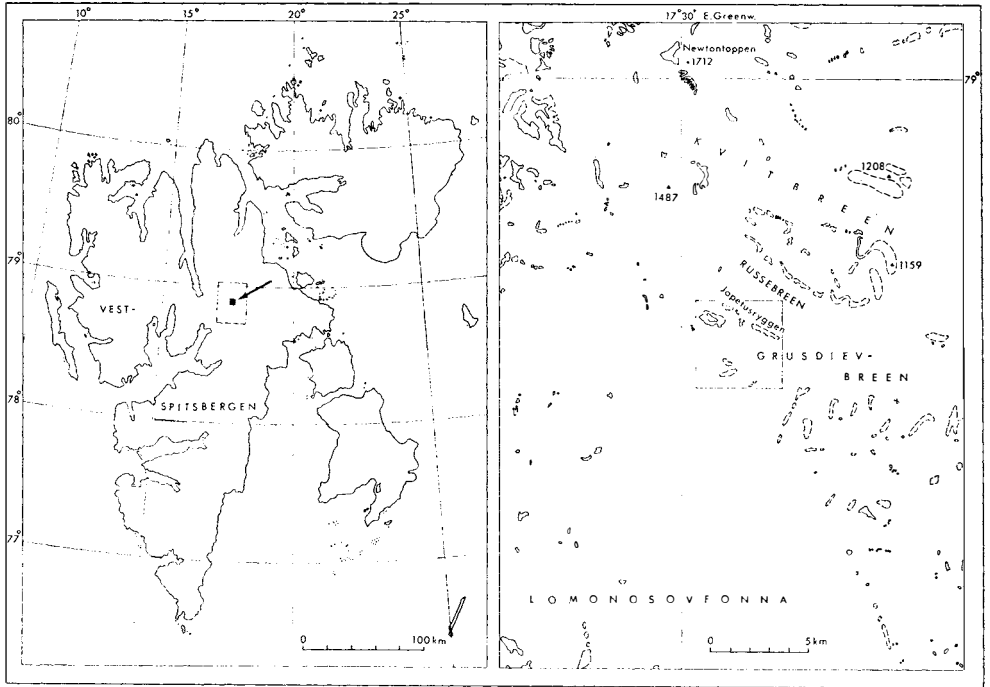 10°
15°
20°
25°
80°
79°
78°
77°
VEST-
SPITSBERGEN
0 100 km
17°30' E.Greenw.
79°
Newtontoppen
1712
KVITBREEN
1208
1487
1159
RUSSEBREEN
Jopetusryggen
GRUSDIEV-
BREEN
LOMONOSOVFONNA
0 5 km